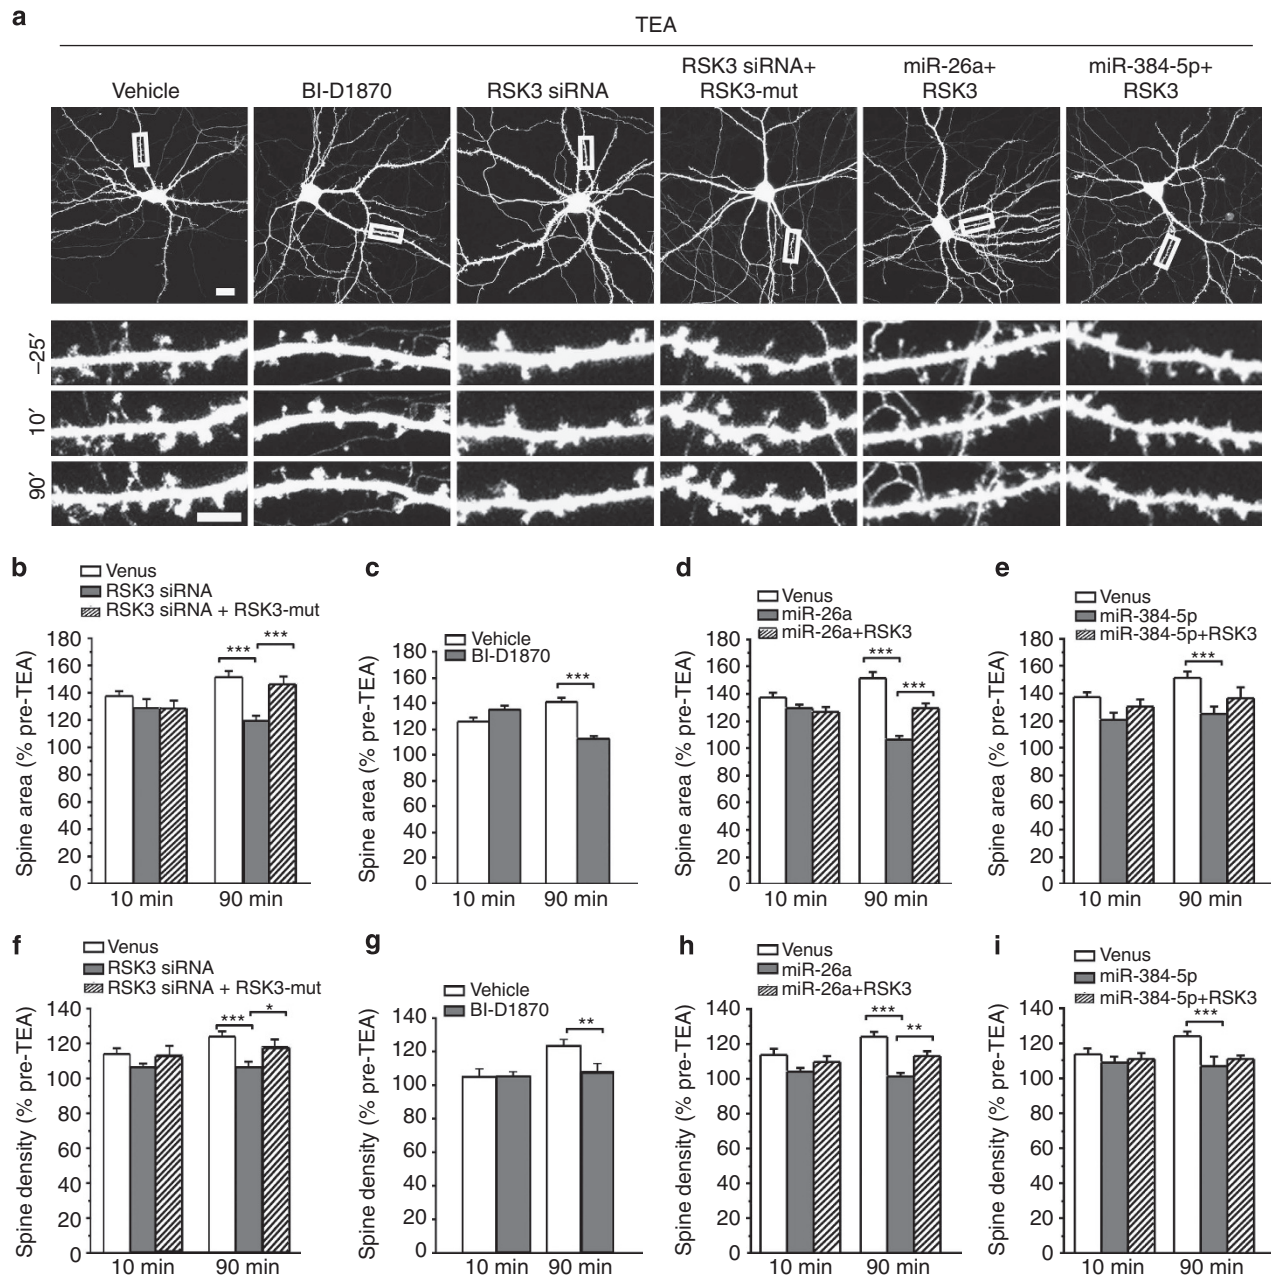 a
TEA
Vehicle
BI-D1870
RSK3 siRNA
RSK3 siRNA+
RSK3-mut
miR-26a+
RSK3
miR-384-5p+
RSK3
–25′
10′
90′
b
Venus
RSK3 siRNA
RSK3 siRNA + RSK3-mut
***
***
180
160
140
120
100
80
60
40
20
0
Spine area (% pre-TEA)
10 min
90 min
c
Vehicle
BI-D1870
***
180
160
140
120
100
80
60
40
20
0
Spine area (% pre-TEA)
10 min
90 min
d
Venus
miR-26a
miR-26a+RSK3
***
***
180
160
140
120
100
80
60
40
20
0
Spine area (% pre-TEA)
10 min
90 min
e
Venus
miR-384-5p
miR-384-5p+RSK3
***
180
160
140
120
100
80
60
40
20
0
Spine area (% pre-TEA)
10 min
90 min
f
Venus
RSK3 siRNA
RSK3 siRNA + RSK3-mut
***
*
140
120
100
80
60
40
20
0
Spine density (% pre-TEA)
10 min
90 min
g
Vehicle
BI-D1870
**
140
120
100
80
60
40
20
0
Spine density (% pre-TEA)
10 min
90 min
h
Venus
miR-26a
miR-26a+RSK3
***
**
140
120
100
80
60
40
20
0
Spine density (% pre-TEA)
10 min
90 min
i
Venus
miR-384-5p
miR-384-5p+RSK3
***
140
120
100
80
60
40
20
0
Spine density (% pre-TEA)
10 min
90 min